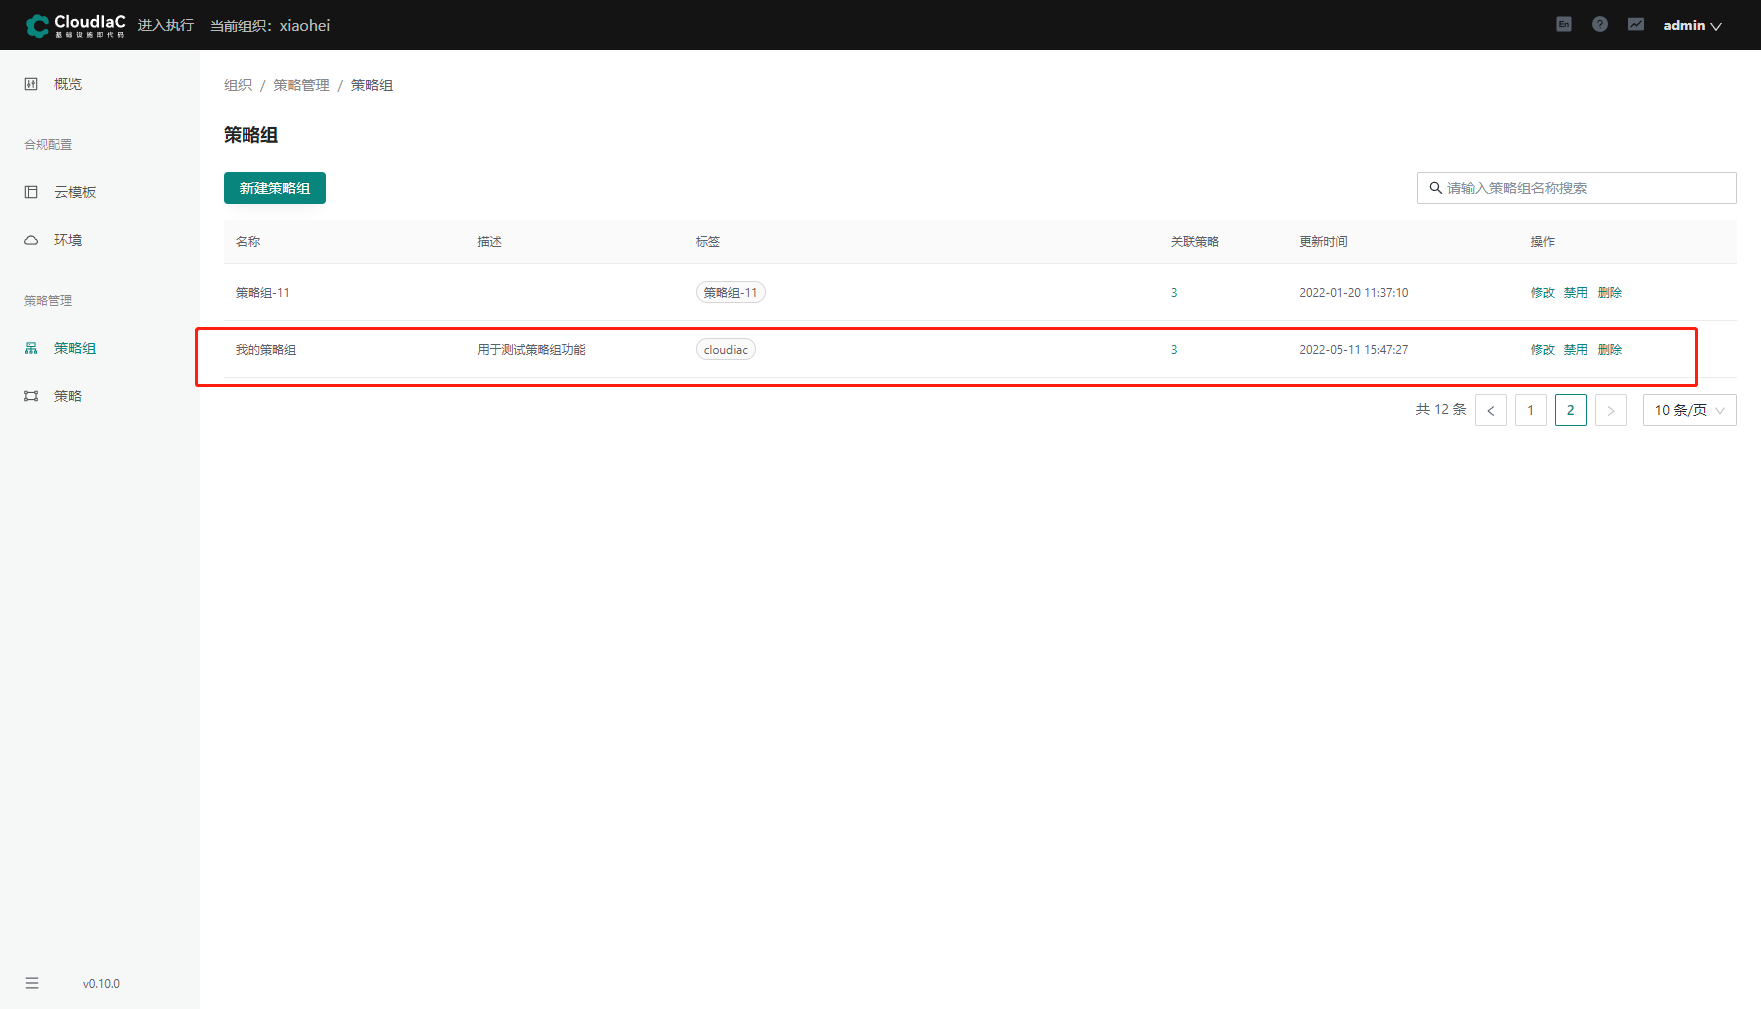 CloudIaC
基础设施即代码
进入执行 当前组织：xiaohei
En
?
admin
概览
合规配置
云模板
环境
策略管理
策略组
策略
v0.10.0
组织 / 策略管理 / 策略组
策略组
新建策略组
请输入策略组名称搜索
名称 描述 标签 关联策略 更新时间 操作
策略组-11 策略组-11 3 2022-01-20 11:37:10 修改 禁用 删除
我的策略组 用于测试策略组功能 cloudiac 3 2022-05-11 15:47:27 修改 禁用 删除
共 12 条 < 1 2 > 10 条/页